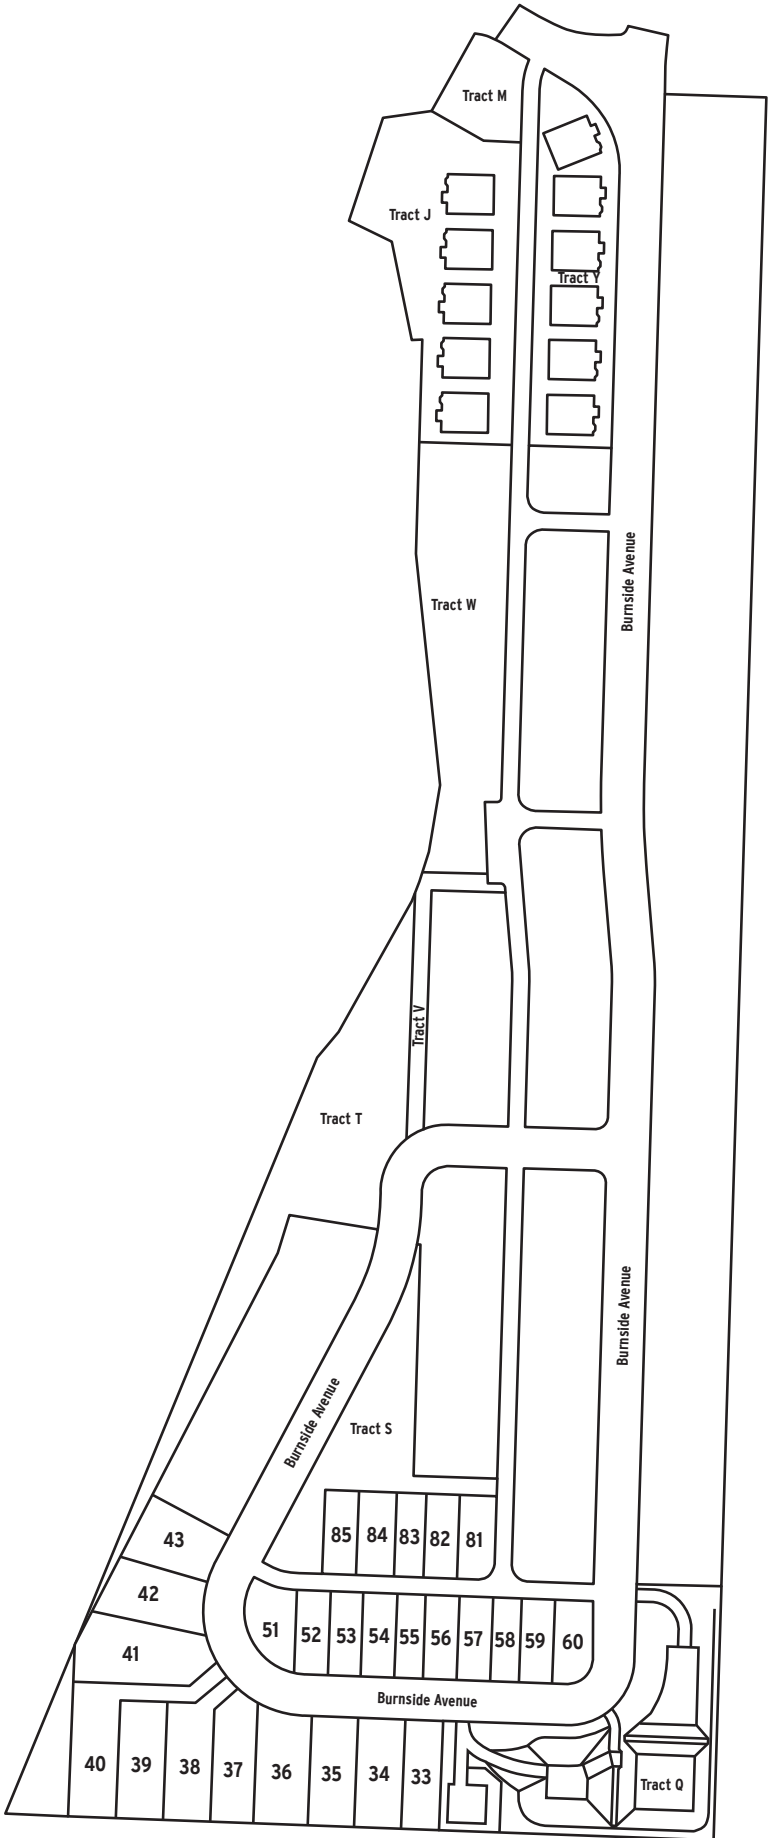 Tract M
Tract J
Tract Y
Burnside Avenue
Tract W
Tract V
Tract T
Burnside Avenue
Burnside Avenue
Tract S
85 84 83 82 81
43
42
41
51 52 53 54 55 56 57 58 59 60
Burnside Avenue
40 39 38 37 36 35 34 33
Tract Q